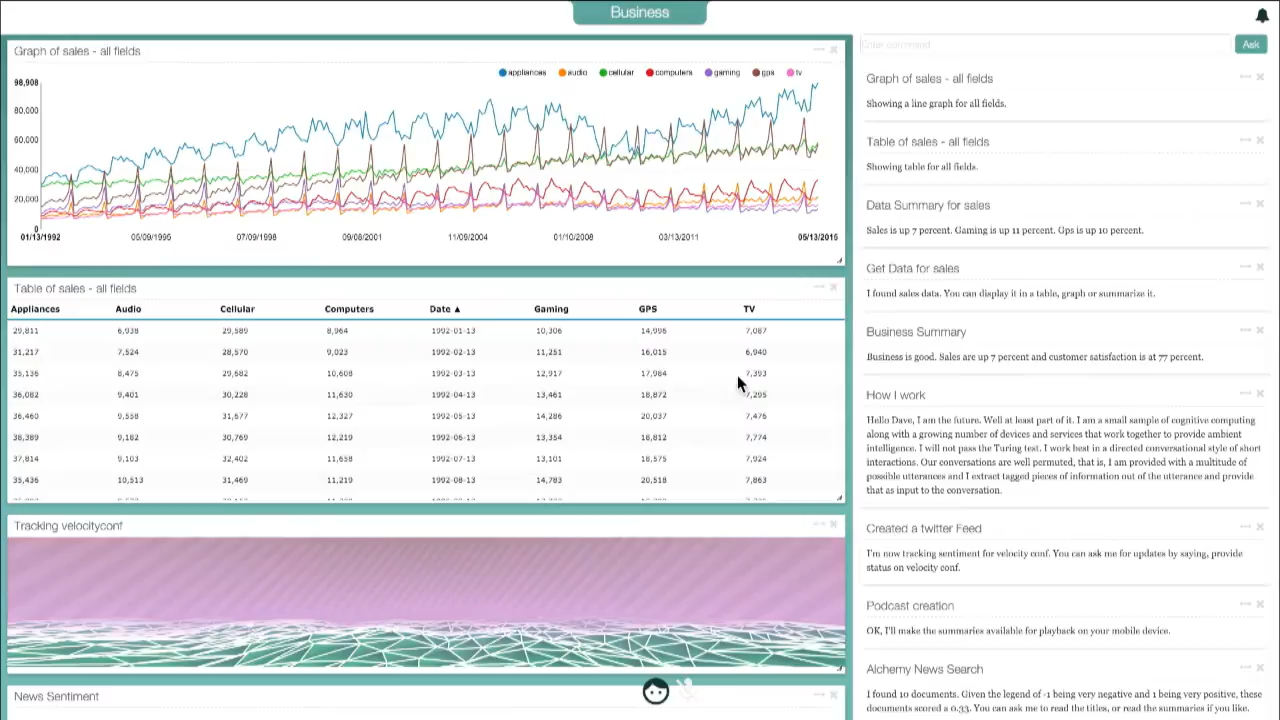 Business
Graph of sales - all fields
appliances audio cellular computers gaming gps tv
98,908
80,000
60,000
40,000
20,000
0
01/13/1992 05/09/1995 07/09/1998 09/08/2001 11/09/2004 01/10/2008 03/13/2011 05/13/2015
Table of sales - all fields
Appliances Audio Cellular Computers Date ▲ Gaming GPS TV
29,811 6,938 29,589 8,964 1992-01-13 10,306 14,996 7,087
31,217 7,524 28,570 9,023 1992-02-13 11,251 16,015 6,940
35,136 8,475 29,682 10,608 1992-03-13 12,917 17,984 7,393
36,082 9,401 30,228 11,630 1992-04-13 13,461 18,872 7,295
36,460 9,558 31,677 12,327 1992-05-13 14,286 20,037 7,476
38,389 9,182 30,769 12,219 1992-06-13 13,354 18,812 7,774
37,814 9,103 32,402 11,658 1992-07-13 13,101 18,575 7,924
35,436 10,513 31,469 11,219 1992-08-13 14,783 20,518 7,863
Tracking velocityconf
News Sentiment
Enter command
Ask
Graph of sales - all fields
Showing a line graph for all fields.
Table of sales - all fields
Showing table for all fields.
Data Summary for sales
Sales is up 7 percent. Gaming is up 11 percent. Gps is up 10 percent.
Get Data for sales
I found sales data. You can display it in a table, graph or summarize it.
Business Summary
Business is good. Sales are up 7 percent and customer satisfaction is at 77 percent.
How I work
Hello Dave, I am the future. Well at least part of it. I am a small sample of cognitive computing
along with a growing number of devices and services that work together to provide ambient
intelligence. I will not pass the Turing test. I work best in a directed conversational style of short
interactions. Our conversations are well permuted, that is, I am provided with a multitude of
possible utterances and I extract tagged pieces of information out of the utterance and provide
that as input to the conversation.
Created a twitter Feed
I'm now tracking sentiment for velocity conf. You can ask me for updates by saying, provide
status on velocity conf.
Podcast creation
OK, I'll make the summaries available for playback on your mobile device.
Alchemy News Search
I found 10 documents. Given the legend of -1 being very negative and 1 being very positive, these
documents scored a 0.33. You can ask me to read the titles, or read the summaries if you like.